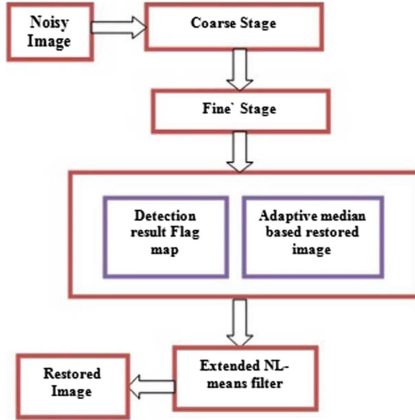 Noisy
Image
Coarse Stage
Fine` Stage
Detection
result Flag
map
Adaptive median
based restored
image
Extended NL-
means filter
Restored
Image